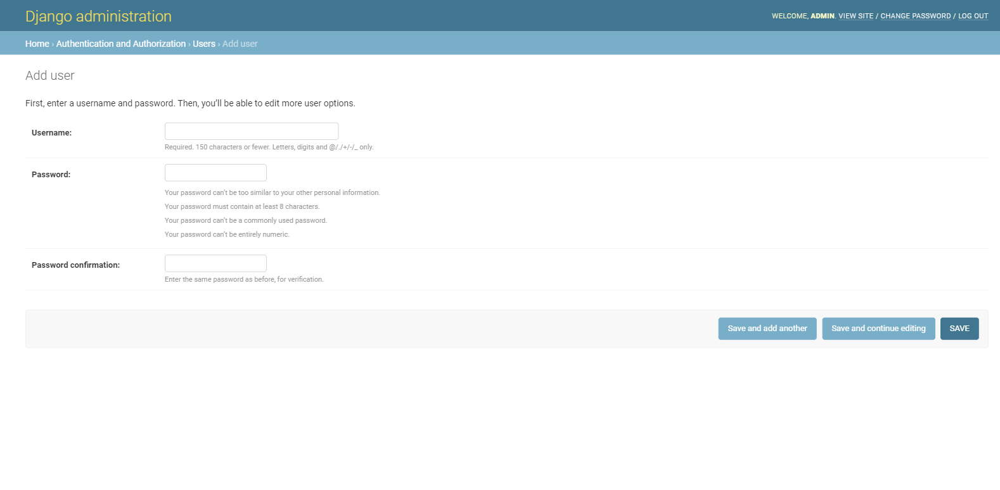 Django administration
WELCOME, ADMIN. VIEW SITE / CHANGE PASSWORD / LOG OUT
Home › Authentication and Authorization › Users › Add user
Add user
First, enter a username and password. Then, you’ll be able to edit more user options.
Username:
Required. 150 characters or fewer. Letters, digits and @/./+/-/_ only.
Password:
Your password can’t be too similar to your other personal information.
Your password must contain at least 8 characters.
Your password can’t be a commonly used password.
Your password can’t be entirely numeric.
Password confirmation:
Enter the same password as before, for verification.
Save and add another
Save and continue editing
SAVE